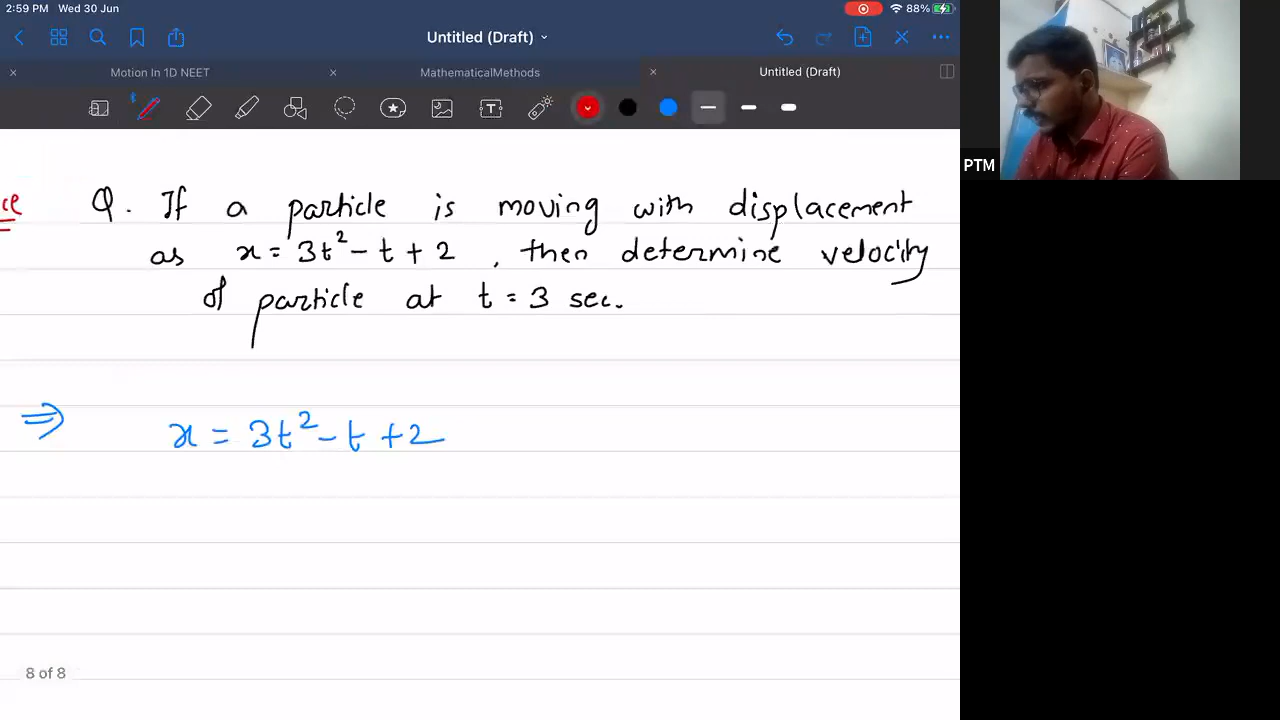 2:59 PM Wed 30 Jun
88%
Untitled (Draft)
Motion In 1D NEET
MathematicalMethods
Untitled (Draft)
PTM
Q. If a particle is moving with displacement
as x = 3t² - t + 2 , then determine velocity
of particle at t = 3 sec.
⇒ x = 3t² - t + 2
8 of 8